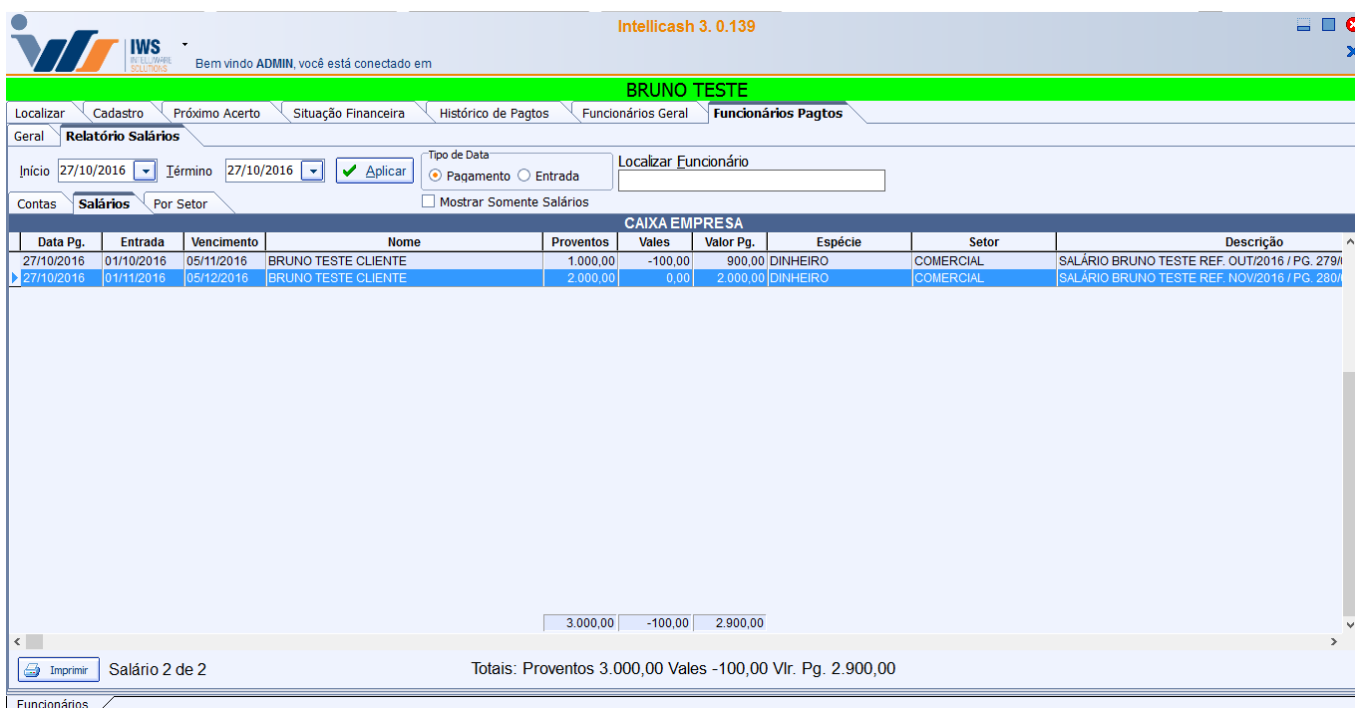 Intellicash 3. 0.139
IWS
INTELLIWARE
SOLUTIONS
Bem vindo ADMIN, você está conectado em
BRUNO TESTE
Localizar Cadastro Próximo Acerto Situação Financeira Histórico de Pagtos Funcionários Geral Funcionários Pagtos
Geral Relatório Salários
Início 27/10/2016 Término 27/10/2016 Aplicar Tipo de Data Pagamento Entrada Localizar Funcionário
Mostrar Somente Salários
Contas Salários Por Setor
CAIXA EMPRESA
Data Pg. Entrada Vencimento Nome Proventos Vales Valor Pg. Espécie Setor Descrição
27/10/2016 01/10/2016 05/11/2016 BRUNO TESTE CLIENTE 1.000,00 -100,00 900,00 DINHEIRO COMERCIAL SALÁRIO BRUNO TESTE REF. OUT/2016 / PG. 279/
27/10/2016 01/11/2016 05/12/2016 BRUNO TESTE CLIENTE 2.000,00 0,00 2.000,00 DINHEIRO COMERCIAL SALÁRIO BRUNO TESTE REF. NOV/2016 / PG. 280/
3.000,00 -100,00 2.900,00
Imprimir Salário 2 de 2 Totais: Proventos 3.000,00 Vales -100,00 Vlr. Pg. 2.900,00
Funcionários